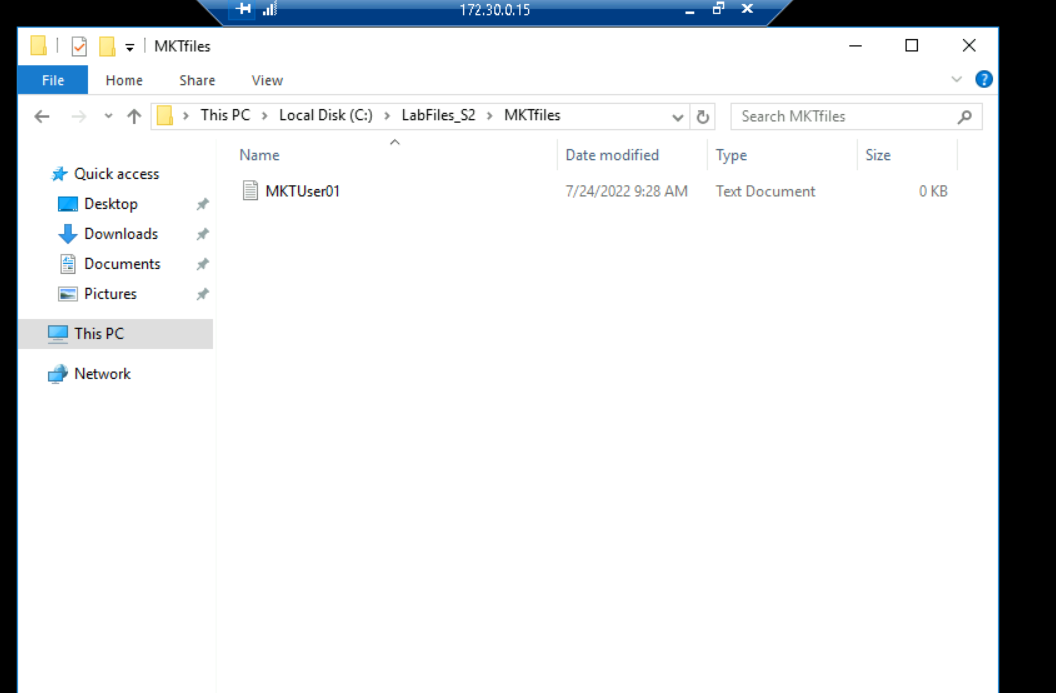 172.30.0.15
MKTfiles
File Home Share View
This PC > Local Disk (C:) > LabFiles_S2 > MKTfiles
Search MKTfiles
Name Date modified Type Size
Quick access
MKTUser01 7/24/2022 9:28 AM Text Document 0 KB
Desktop
Downloads
Documents
Pictures
This PC
Network